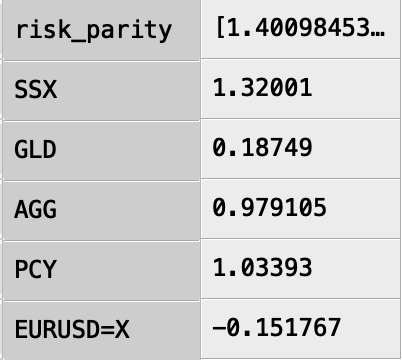 risk_parity [1.40098453…
SSX 1.32001
GLD 0.18749
AGG 0.979105
PCY 1.03393
EURUSD=X −0.151767